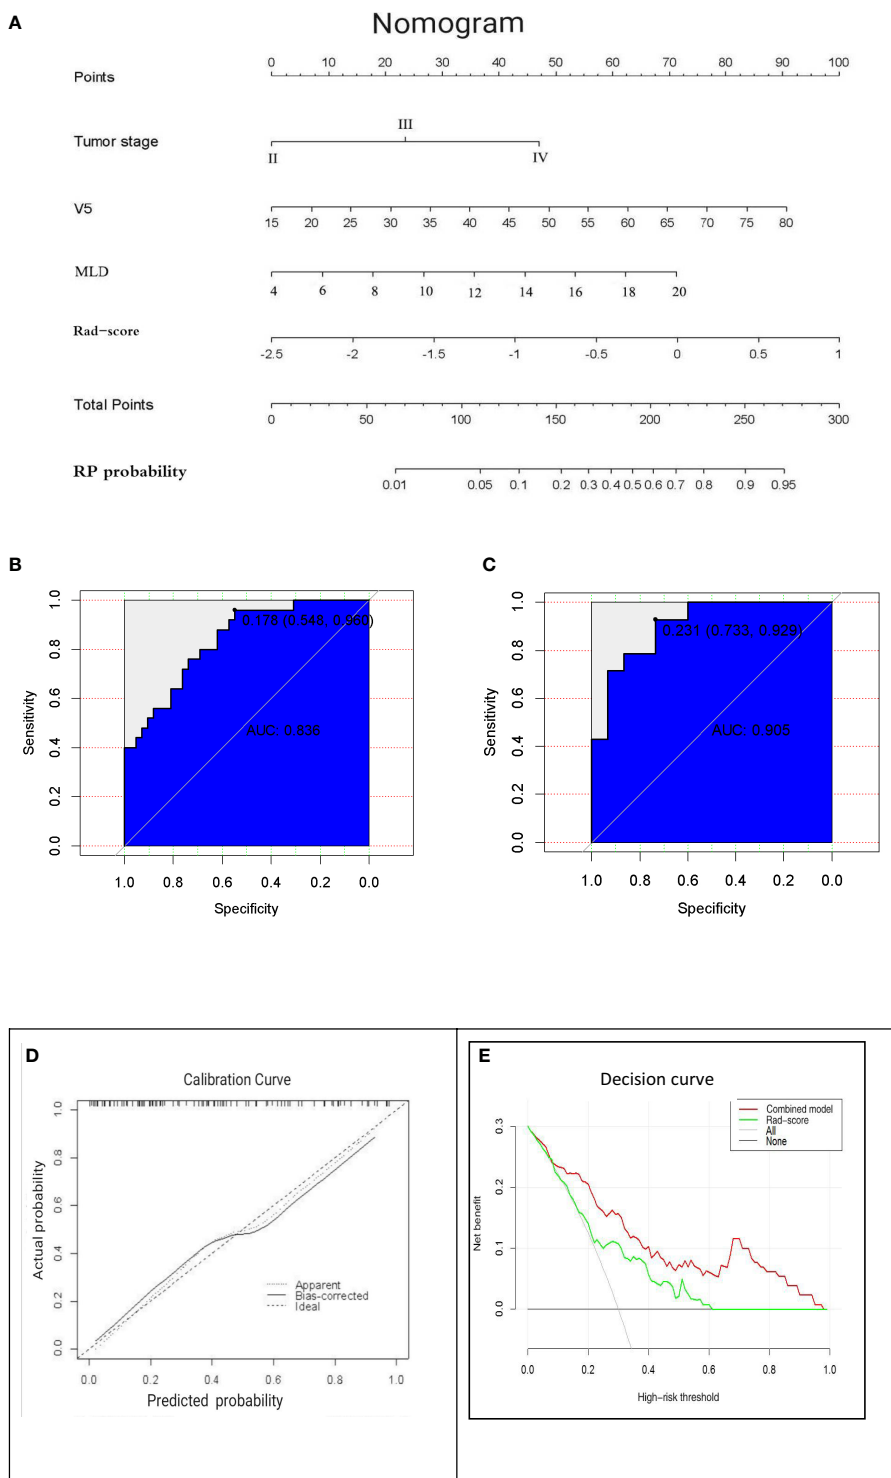 A
Nomogram
Points
0 10 20 30 40 50 60 70 80 90 100
Tumor stage
III
II IV
V5
15 20 25 30 35 40 45 50 55 60 65 70 75 80
MLD
4 6 8 10 12 14 16 18 20
Rad-score
-2.5 -2 -1.5 -1 -0.5 0 0.5 1
Total Points
0 50 100 150 200 250 300
RP probability
0.01 0.05 0.1 0.2 0.3 0.4 0.5 0.6 0.7 0.8 0.9 0.95
B
Sensitivity
1.0
0.8
0.6
0.4
0.2
0.0
0.178 (0.548, 0.960)
AUC: 0.836
1.0 0.8 0.6 0.4 0.2 0.0
Specificity
C
Sensitivity
1.0
0.8
0.6
0.4
0.2
0.0
0.231 (0.733, 0.929)
AUC: 0.905
1.0 0.8 0.6 0.4 0.2 0.0
Specificity
D
Calibration Curve
Actual probability
1.0
0.8
0.6
0.4
0.2
0.0
Apparent
Bias-corrected
Ideal
0.0 0.2 0.4 0.6 0.8 1.0
Predicted probability
E
Decision curve
Combined model
Rad-score
All
None
Net benefit
0.3
0.2
0.1
0.0
0.0 0.2 0.4 0.6 0.8 1.0
High-risk threshold